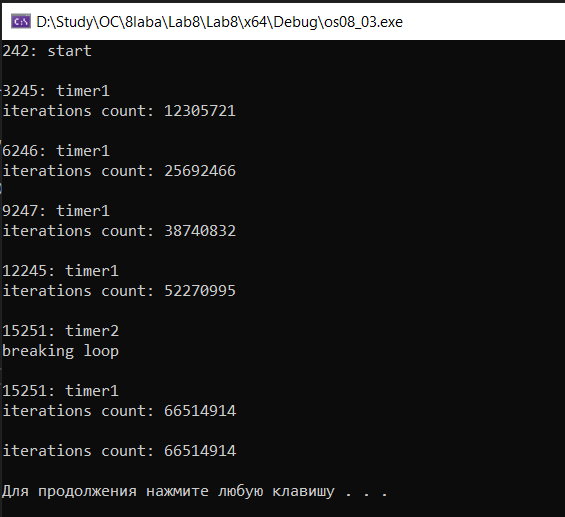 C:\ D:\Study\OC\8laba\Lab8\Lab8\x64\Debug\os08_03.exe
242: start
3245: timer1
iterations count: 12305721
6246: timer1
iterations count: 25692466
9247: timer1
iterations count: 38740832
12245: timer1
iterations count: 52270995
15251: timer2
breaking loop
15251: timer1
iterations count: 66514914
iterations count: 66514914
Для продолжения нажмите любую клавишу . . .